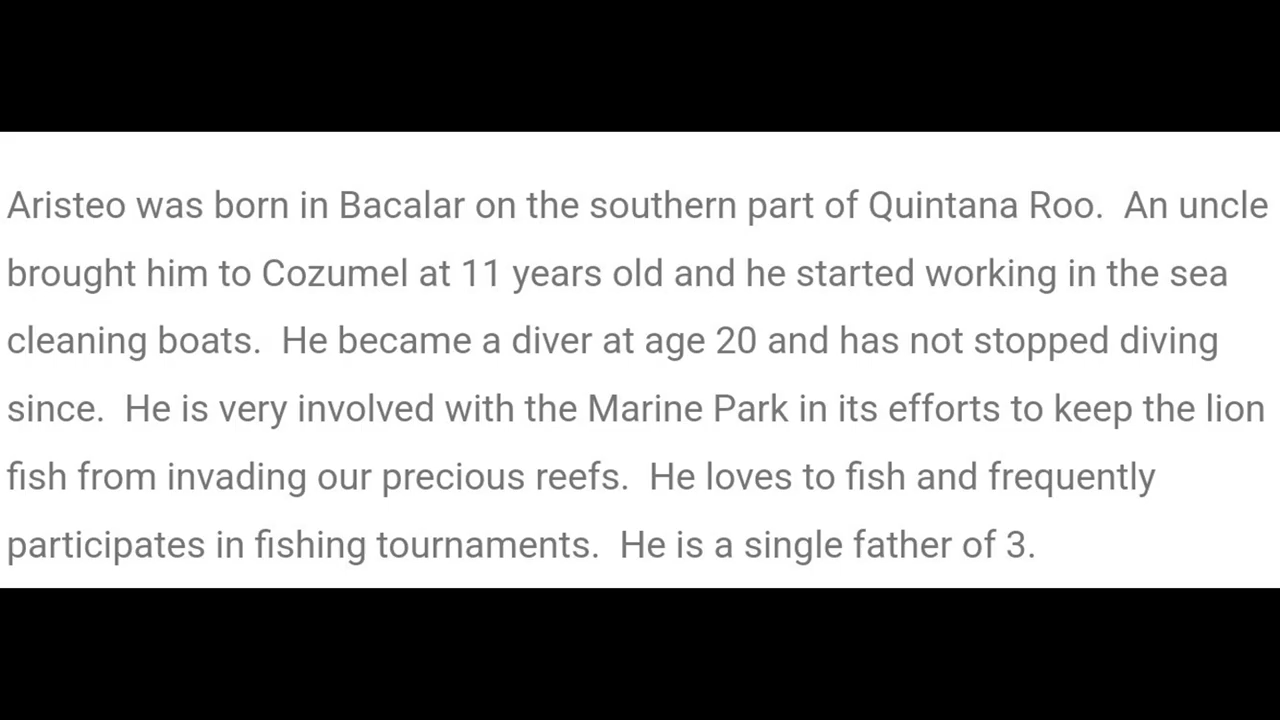 Aristeo was born in Bacalar on the southern part of Quintana Roo.  An uncle
brought him to Cozumel at 11 years old and he started working in the sea
cleaning boats.  He became a diver at age 20 and has not stopped diving
since.  He is very involved with the Marine Park in its efforts to keep the lion
fish from invading our precious reefs.  He loves to fish and frequently
participates in fishing tournaments.  He is a single father of 3.